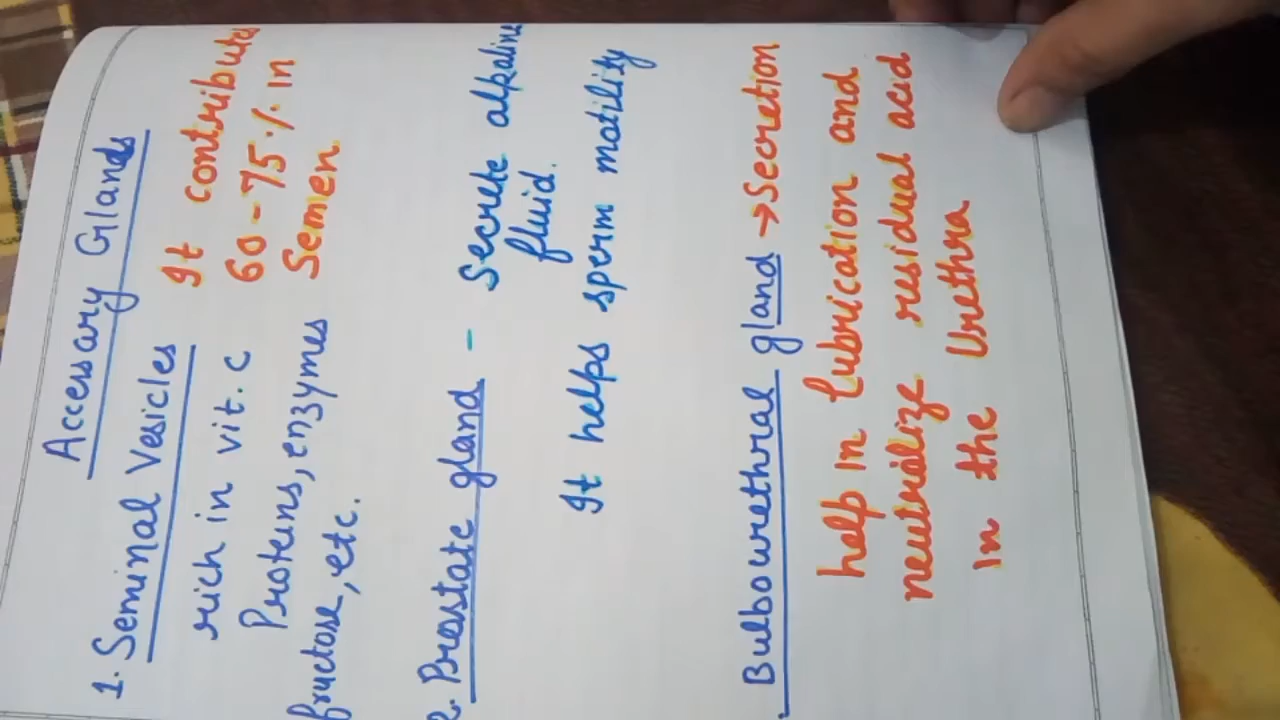 Accessary Glands
1. Seminal Vesicles
rich in vit. C
Proteins, enzymes
fructose, etc.
It contributes
60-75% in
Semen
2. Prostate gland - Secrete alkaline
fluid.
It helps sperm motility
. Bulbourethral gland → Secretion
help in lubrication and
neutrialize residual acid
in the Urethra